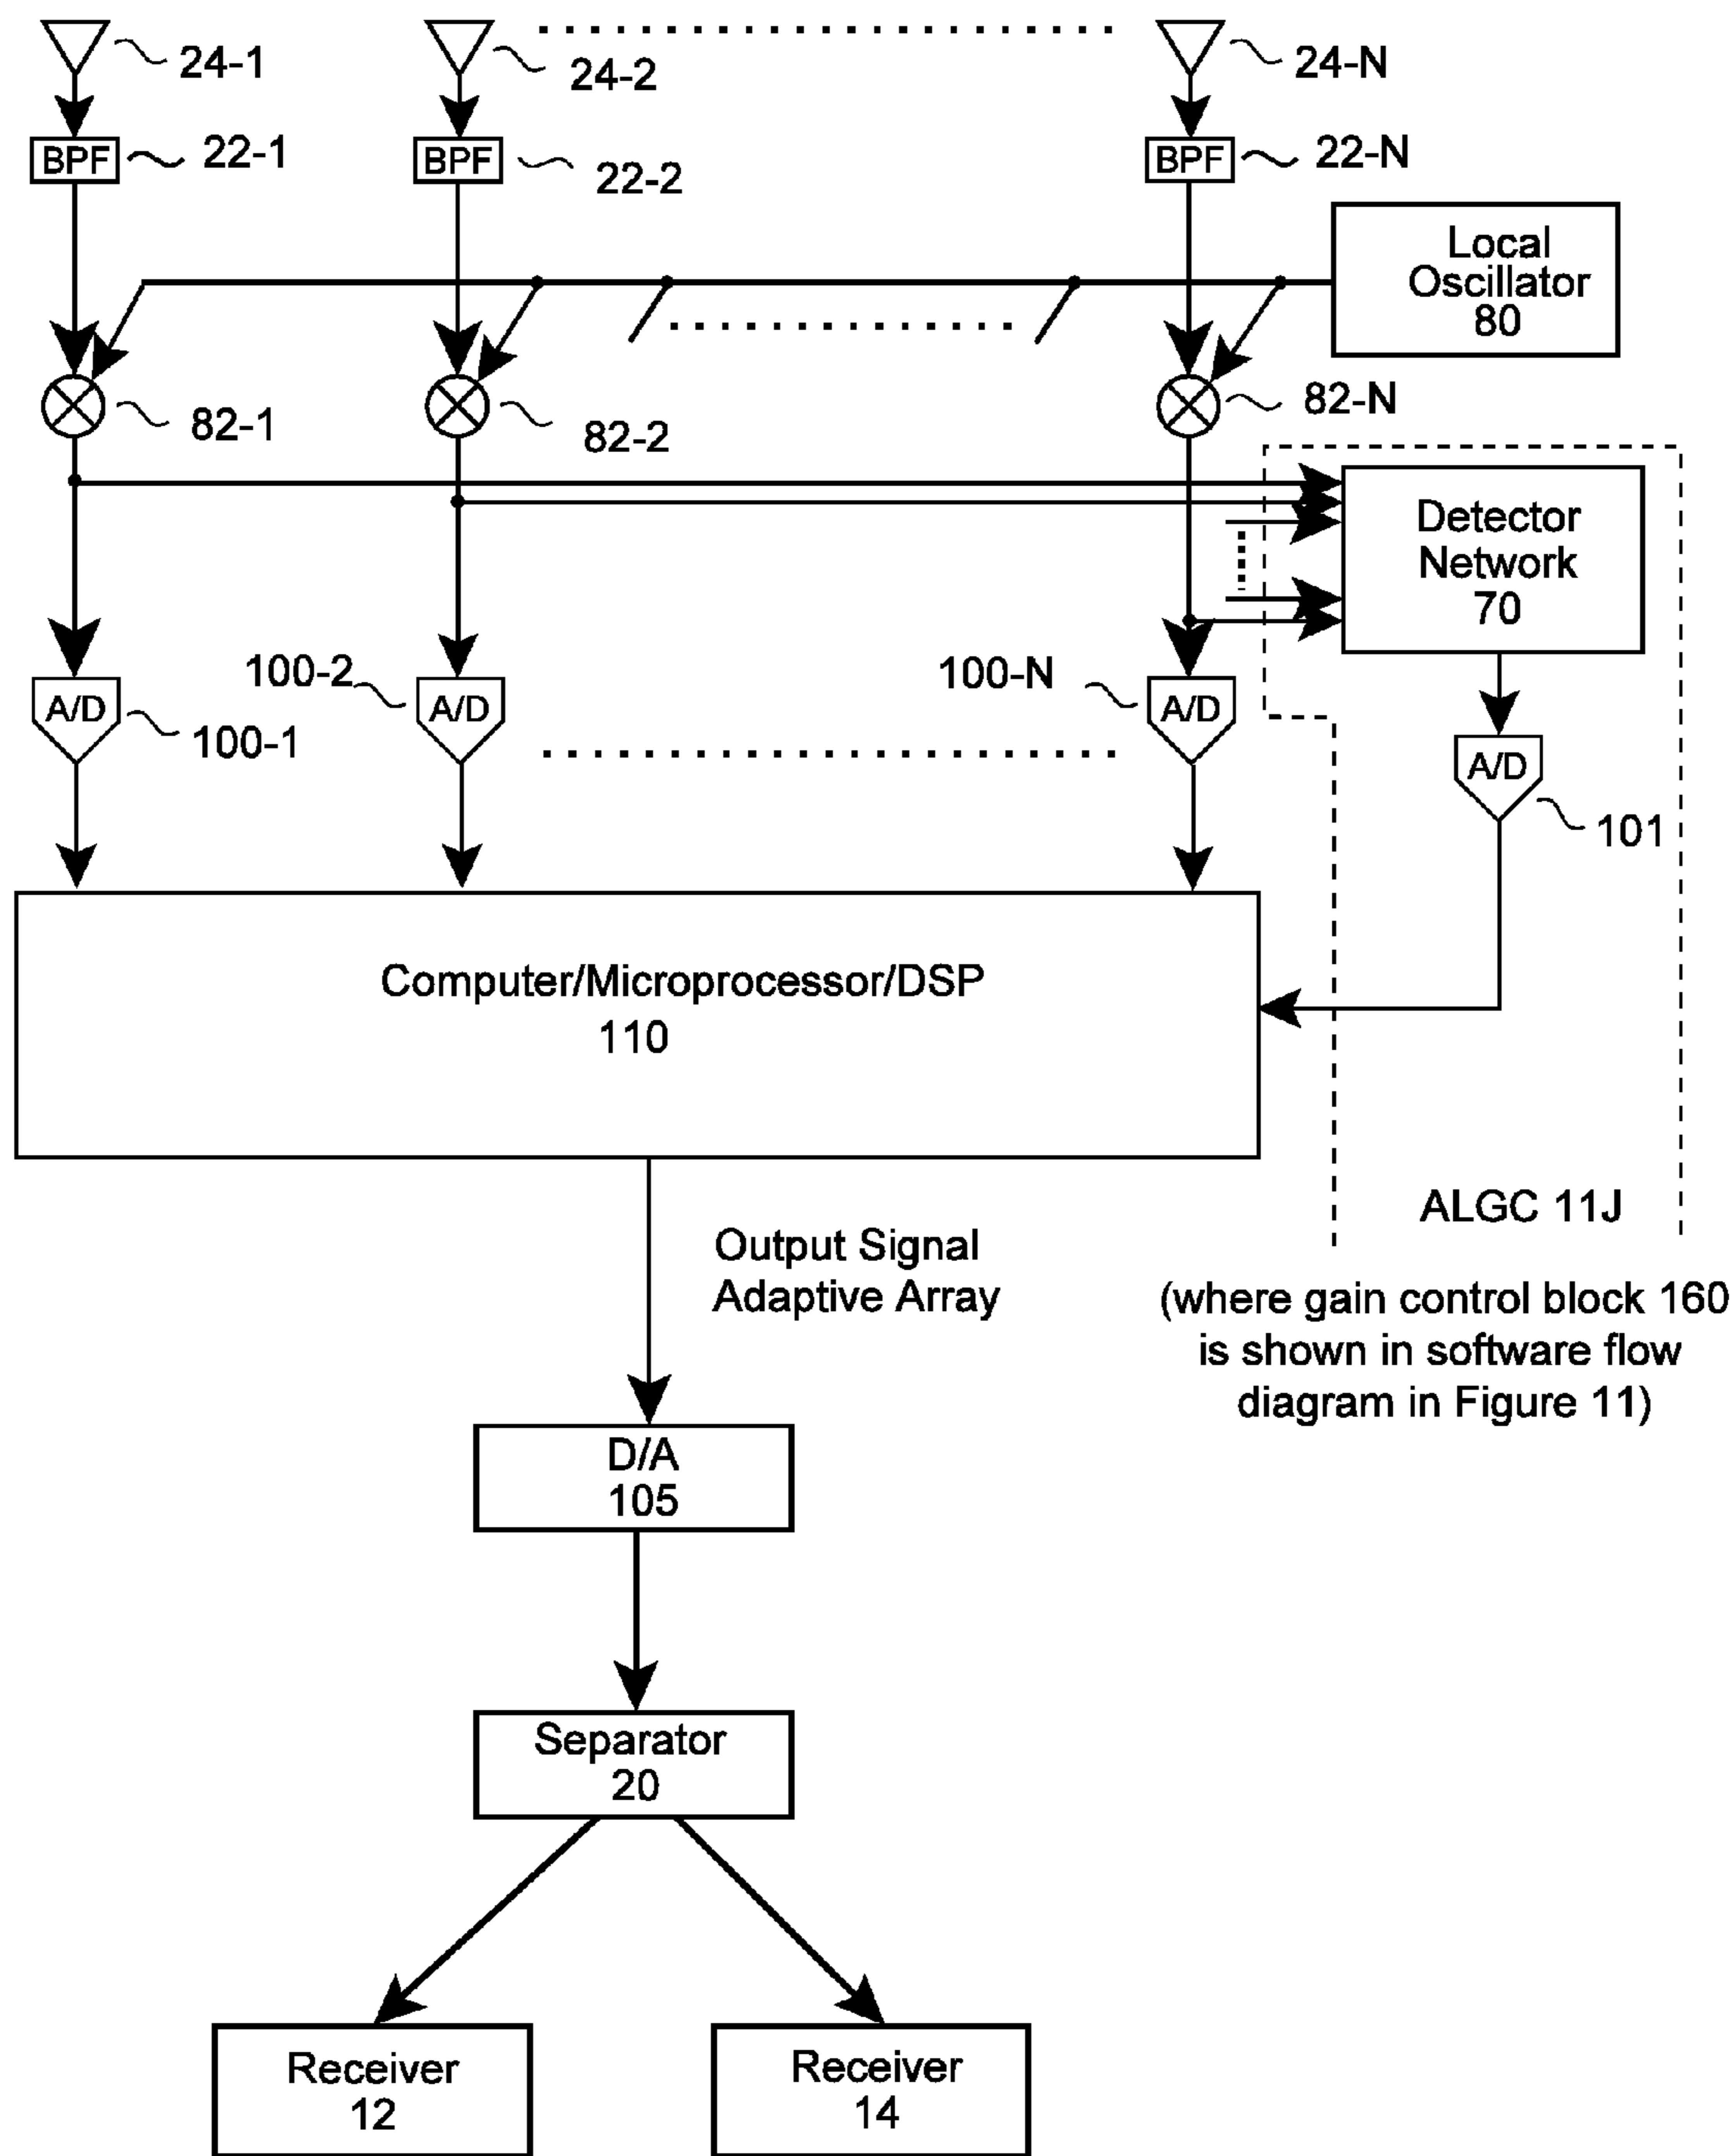 24-1
24-2
24-N
BPF
22-1
BPF
22-2
BPF
22-N
Local
Oscillator
80
82-1
82-2
82-N
Detector
Network
70
A/D
100-1
100-2
A/D
100-N
A/D
A/D
101
Computer/Microprocessor/DSP
110
ALGC 11J
(where gain control block 160
is shown in software flow
diagram in Figure 11)
Output Signal
Adaptive Array
D/A
105
Separator
20
Receiver
12
Receiver
14